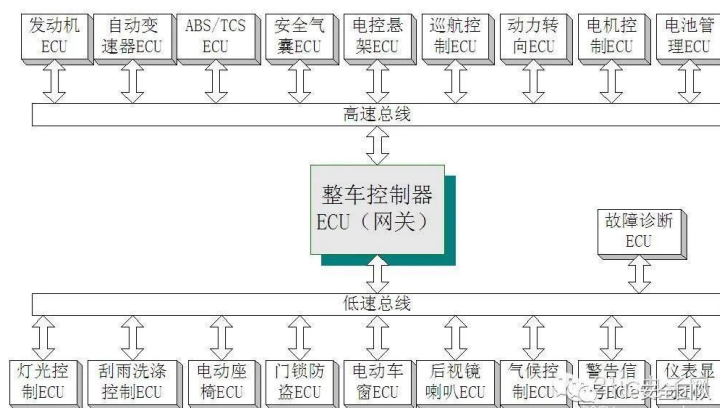 发动机
ECU
自动变
速器ECU
ABS/TCS
ECU
安全气
囊ECU
电控悬
架ECU
巡航控
制ECU
动力转
向ECU
电机控
制ECU
电池管
理ECU
高速总线
整车控制器
ECU（网关）
故障诊断
ECU
低速总线
灯光控
制ECU
刮雨洗涤
控制ECU
电动座
椅ECU
门锁防
盗ECU
电动车
窗ECU
后视镜
喇叭ECU
气候控
制ECU
警告信
号ECU
仪表显